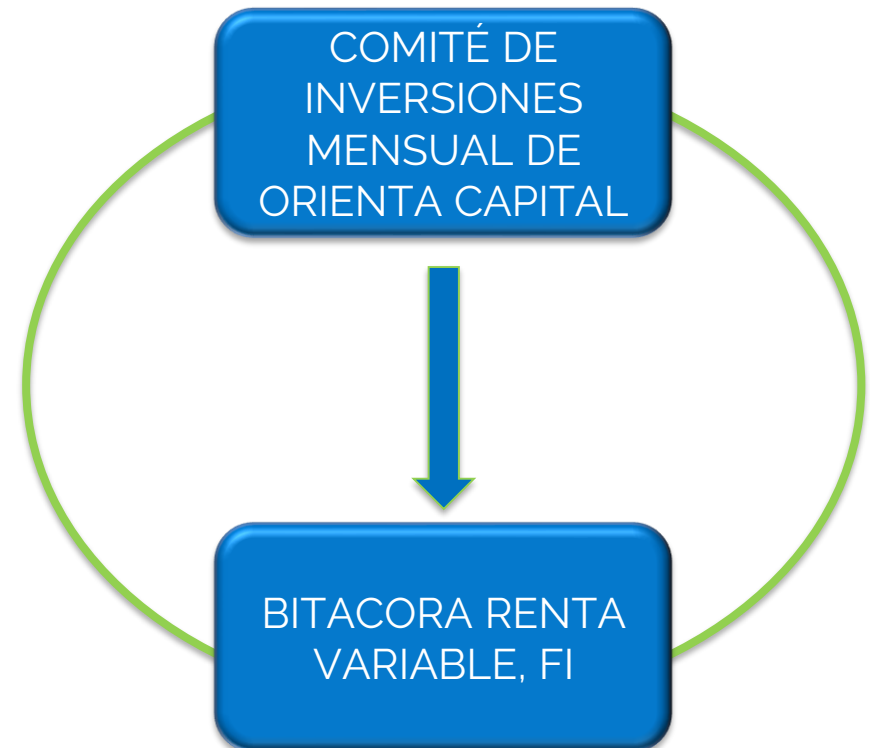 COMITÉ DE
INVERSIONES
MENSUAL DE
ORIENTA CAPITAL
BITACORA RENTA
VARIABLE, FI